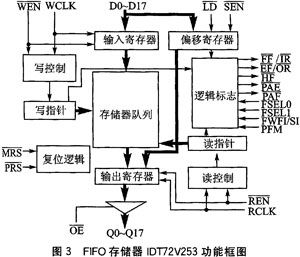 WEN WCLK D0~D17 LD SEN
输入寄存器 偏移寄存器
写控制
写指针
存储器队列
逻辑标志
FF/IR
EF/OR
HF
PAE
PAF
FSEL0
FSEL1
FWFI/SI
PFM
读指针
MRS
PRS
复位逻辑
输出寄存器
读控制
OE
REN
RCLK
Q0~Q17
图 3 FIFO 存储器 IDT72V253 功能框图